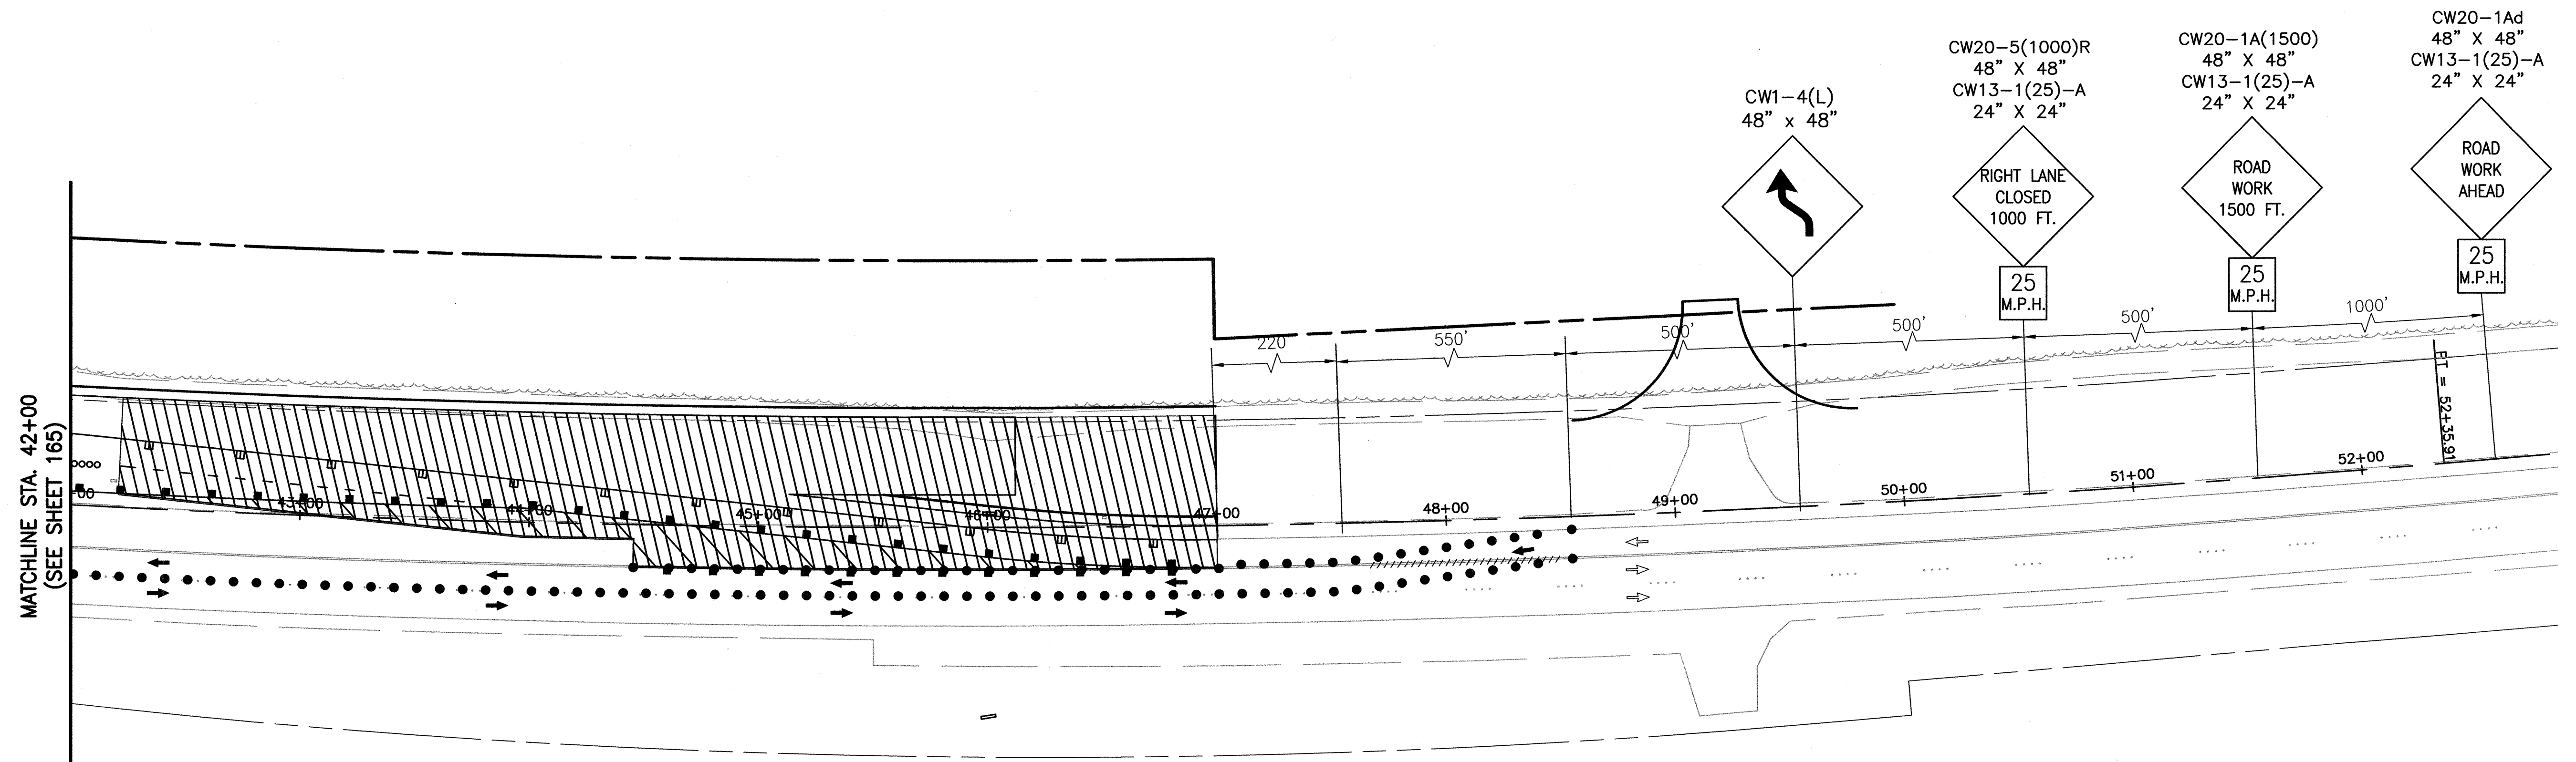 CW20-1Ad
48" X 48"
CW13-1(25)-A
24" X 24"
CW20-1A(1500)
48" X 48"
CW13-1(25)-A
24" X 24"
CW20-5(1000)R
48" X 48"
CW13-1(25)-A
24" X 24"
CW1-4(L)
48" x 48"
RIGHT LANE
CLOSED
1000 FT.
25
M.P.H.
ROAD
WORK
1500 FT.
25
M.P.H.
ROAD
WORK
AHEAD
25
M.P.H.
220'
550'
500'
500'
500'
1000'
MATCHLINE STA. 42+00
(SEE SHEET 165)
E
E
E
E
E
E
E
E
E
E
E
E
-00
43+00
44+00
45+00
46+00
47+00
48+00
49+00
50+00
51+00
52+00
PT = 52+35.91